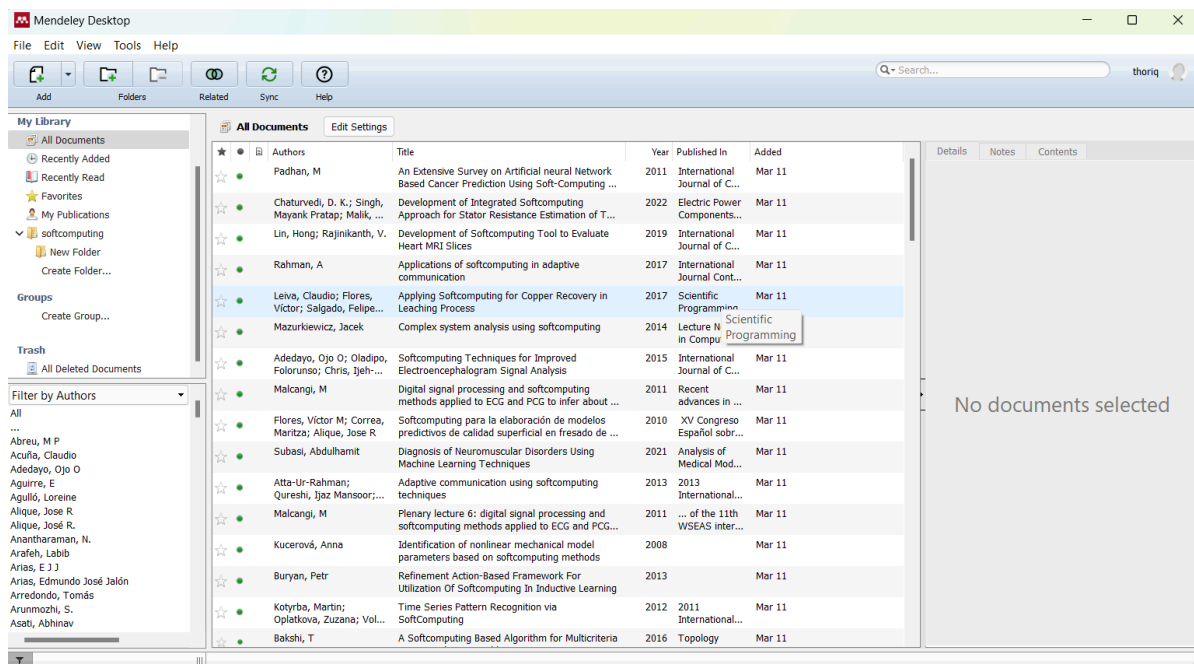 Mendeley Desktop
File Edit View Tools Help
Search...
thoriq
Add Folders Related Sync Help
My Library
All Documents
Recently Added
Recently Read
Favorites
My Publications
softcomputing
New Folder
Create Folder...
Groups
Create Group...
Trash
All Deleted Documents
Filter by Authors
All
...
Abreu, M P
Acuña, Claudio
Adedayo, Ojo O
Aguirre, E
Agulló, Loreine
Alique, Jose R
Alique, José R.
Anantharaman, N.
Arafeh, Labib
Arias, E J J
Arias, Edmundo José Jalón
Arredondo, Tomás
Arunmozhi, S.
Asati, Abhinav
All Documents Edit Settings
Authors Title Year Published In Added
Padhan, M An Extensive Survey on Artificial neural Network 2011 International Mar 11
Based Cancer Prediction Using Soft-Computing ... Journal of C...
Chaturvedi, D. K.; Singh, Development of Integrated Softcomputing 2022 Electric Power Mar 11
Mayank Pratap; Malik, ... Approach for Stator Resistance Estimation of T... Components...
Lin, Hong; Rajinikanth, V. Development of Softcomputing Tool to Evaluate 2019 International Mar 11
Heart MRI Slices Journal of C...
Rahman, A Applications of softcomputing in adaptive 2017 International Mar 11
communication Journal Cont...
Leiva, Claudio; Flores, Applying Softcomputing for Copper Recovery in 2017 Scientific Mar 11
Víctor; Salgado, Felipe... Leaching Process Programming
Scientific
Programming
Mazurkiewicz, Jacek Complex system analysis using softcomputing 2014 Lecture N Mar 11
in Compu
Adedayo, Ojo O; Oladipo, Softcomputing Techniques for Improved 2015 International Mar 11
Folorunso; Chris, Ijeh-... Electroencephalogram Signal Analysis Journal of C...
Malcangi, M Digital signal processing and softcomputing 2011 Recent Mar 11
methods applied to ECG and PCG to infer about ... advances in ...
Flores, Víctor M; Correa, Softcomputing para la elaboración de modelos 2010 XV Congreso Mar 11
Maritza; Alique, Jose R predictivos de calidad superficial en fresado de ... Español sobr...
Subasi, Abdulhamit Diagnosis of Neuromuscular Disorders Using 2021 Analysis of Mar 11
Machine Learning Techniques Medical Mod...
Atta-Ur-Rahman; Adaptive communication using softcomputing 2013 2013 Mar 11
Qureshi, Ijaz Mansoor;... techniques International...
Malcangi, M Plenary lecture 6: digital signal processing and 2011 ... of the 11th Mar 11
softcomputing methods applied to ECG and PCG... WSEAS inter...
Kucerová, Anna Identification of nonlinear mechanical model 2008 Mar 11
parameters based on softcomputing methods
Buryan, Petr Refinement Action-Based Framework For 2013 Mar 11
Utilization Of Softcomputing In Inductive Learning
Kotyrba, Martin; Time Series Pattern Recognition via 2012 2011 Mar 11
Oplatkova, Zuzana; Vol... SoftComputing International...
Bakshi, T A Softcomputing Based Algorithm for Multicriteria 2016 Topology Mar 11
Details Notes Contents
No documents selected